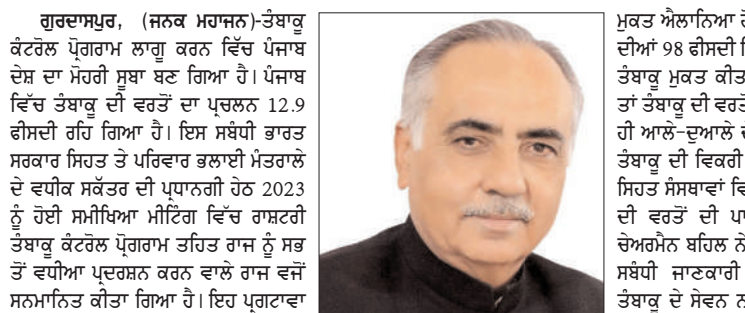 ਗੁਰਦਾਸਪੁਰ, (ਜਨਕ ਮਹਾਜਨ)-ਤੰਬਾਕੂ
ਕੰਟਰੋਲ ਪ੍ਰੋਗਰਾਮ ਲਾਗੂ ਕਰਨ ਵਿੱਚ ਪੰਜਾਬ
ਦੇਸ਼ ਦਾ ਮੋਹਰੀ ਸੂਬਾ ਬਣ ਗਿਆ ਹੈ। ਪੰਜਾਬ
ਵਿੱਚ ਤੰਬਾਕੂ ਦੀ ਵਰਤੋਂ ਦਾ ਪ੍ਰਚਲਨ 12.9
ਫੀਸਦੀ ਰਹਿ ਗਿਆ ਹੈ। ਇਸ ਸਬੰਧੀ ਭਾਰਤ
ਸਰਕਾਰ ਸਿਹਤ ਤੇ ਪਰਿਵਾਰ ਭਲਾਈ ਮੰਤਰਾਲੇ
ਦੇ ਵਧੀਕ ਸਕੱਤਰ ਦੀ ਪ੍ਰਧਾਨਗੀ ਹੇਠ 2023
ਨੂੰ ਹੋਈ ਸਮੀਖਿਆ ਮੀਟਿੰਗ ਵਿੱਚ ਰਾਸ਼ਟਰੀ
ਤੰਬਾਕੂ ਕੰਟਰੋਲ ਪ੍ਰੋਗਰਾਮ ਤਹਿਤ ਰਾਜ ਨੂੰ ਸਭ
ਤੋਂ ਵਧੀਆ ਪ੍ਰਦਰਸ਼ਨ ਕਰਨ ਵਾਲੇ ਰਾਜ ਵਜੋਂ
ਸਨਮਾਨਿਤ ਕੀਤਾ ਗਿਆ ਹੈ। ਇਹ ਪ੍ਰਗਟਾਵਾ
ਮੁਕਤ ਐਲਾਨਿਆ
ਦੀਆਂ 98 ਫੀਸਦੀ
ਤੰਬਾਕੂ ਮੁਕਤ
ਤਾਂ ਤੰਬਾਕੂ ਦੀ
ਹੀ ਆਲੇ-ਦੁਆਲੇ
ਤੰਬਾਕੂ ਦੀ ਵਿਕਰੀ
ਸਿਹਤ ਸੰਸਥਾਵਾਂ
ਦੀ ਵਰਤੋਂ ਦੀ
ਚੇਅਰਮੈਨ ਬਹਿਲ ਨੇ
ਸਬੰਧੀ ਜਾਣਕਾਰੀ
ਤੰਬਾਕੂ ਦੇ ਸੇਵਨ